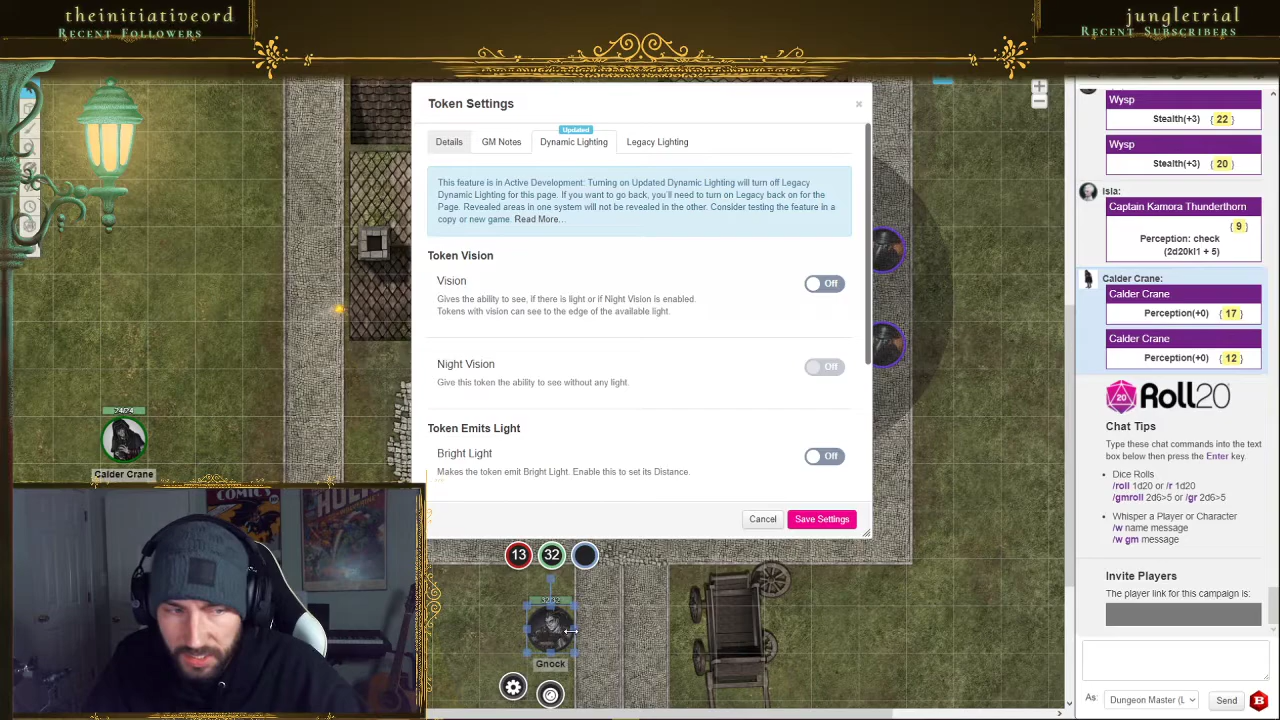 theinitiativeord
Recent Followers
jungletrial
Recent Subscribers
Token Settings
×
Details
GM Notes
Updated
Dynamic Lighting
Legacy Lighting
This feature is in Active Development: Turning on Updated Dynamic Lighting will turn off Legacy
Dynamic Lighting for this page. If you want to go back, you'll need to turn on Legacy back on for the
Page. Revealed areas in one system will not be revealed in the other. Consider testing the feature in a
copy or new game. Read More...
Token Vision
Vision
Off
Gives the ability to see, if there is light or if Night Vision is enabled.
Tokens with vision can see to the edge of the available light.
Night Vision
Off
Give this token the ability to see without any light.
Token Emits Light
Bright Light
Off
Makes the token emit Bright Light. Enable this to set its Distance.
Cancel
Save Settings
74/74
Calder Crane
COMICS
13
32
32/32
Gnock
Wysp
Stealth(+3) { 22 }
Wysp
Stealth(+3) { 20 }
Isla:
Captain Kamora Thunderthorn
{ 9 }
Perception: check
(2d20kl1 + 5)
Calder Crane:
Calder Crane
Perception(+0) { 17 }
Calder Crane
Perception(+0) { 12 }
20
Roll20
Chat Tips
Type these chat commands into the text
box below then press the Enter key.
• Dice Rolls
/roll 1d20 or /r 1d20
/gmroll 2d6>5 or /gr 2d6>5
• Whisper a Player or Character
/w name message
/w gm message
Invite Players
The player link for this campaign is:
As:
Dungeon Master (L
Send
B